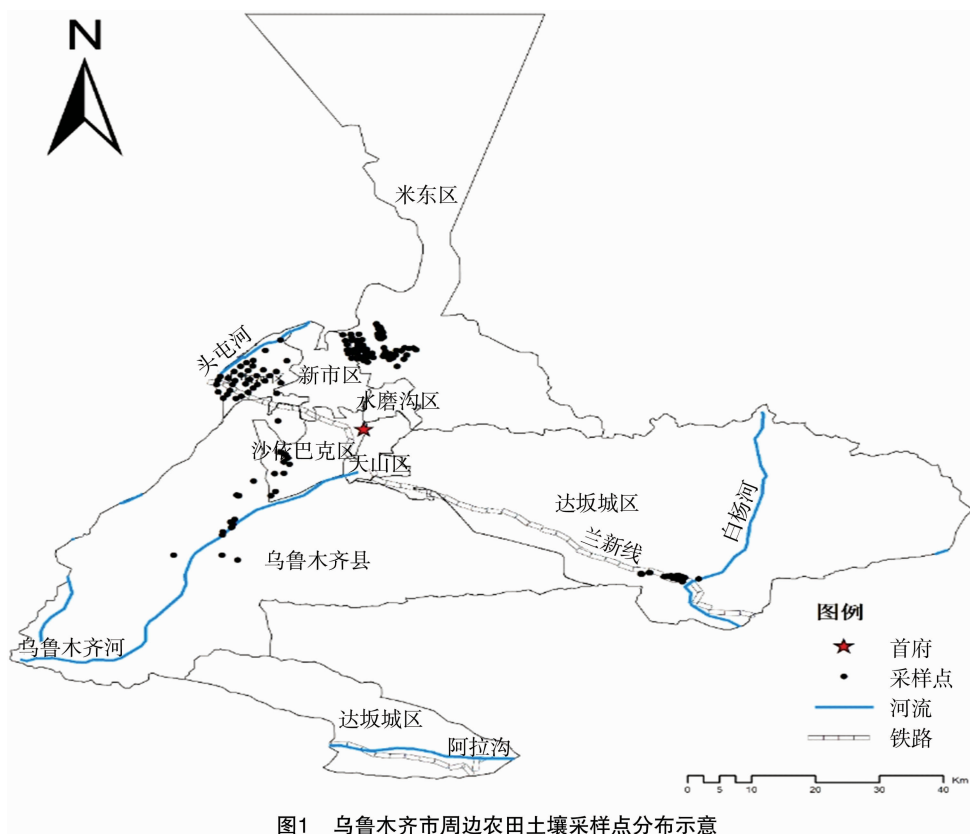 N
米东区
头屯河
新市区
水磨沟区
沙依巴克区
天山区
达坂城区
白杨河
兰新线
乌鲁木齐县
乌鲁木齐河
达坂城区
阿拉沟
图例
首府
采样点
河流
铁路
0 5 10 20 30 40 Km
图1 乌鲁木齐市周边农田土壤采样点分布示意